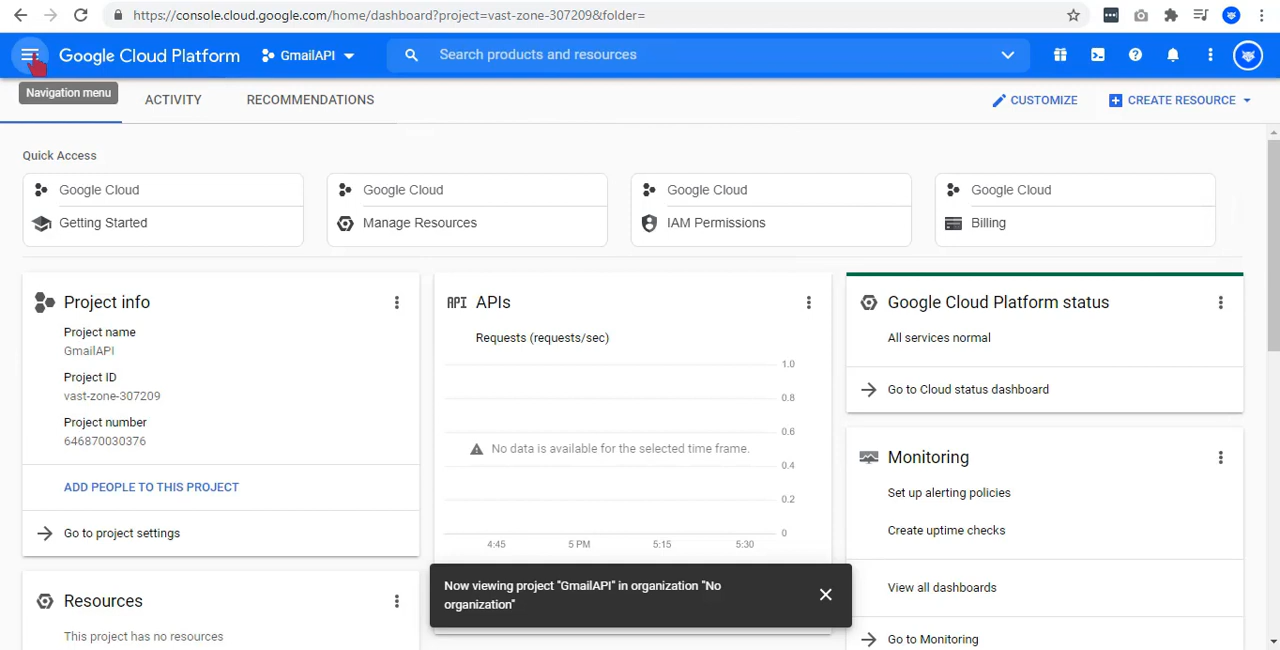 https://console.cloud.google.com/home/dashboard?project=vast-zone-307209&folder=
Google Cloud Platform
GmailAPI
Search products and resources
Navigation menu
ACTIVITY
RECOMMENDATIONS
CUSTOMIZE
CREATE RESOURCE
Quick Access
Google Cloud
Getting Started
Google Cloud
Manage Resources
Google Cloud
IAM Permissions
Google Cloud
Billing
Project info
Project name
GmailAPI
Project ID
vast-zone-307209
Project number
646870030376
ADD PEOPLE TO THIS PROJECT
Go to project settings
Resources
This project has no resources
API APIs
Requests (requests/sec)
1.0
0.8
0.6
No data is available for the selected time frame.
0.4
0.2
0
4:45
5 PM
5:15
5:30
Now viewing project "GmailAPI" in organization "No
organization"
Google Cloud Platform status
All services normal
Go to Cloud status dashboard
Monitoring
Set up alerting policies
Create uptime checks
View all dashboards
Go to Monitoring